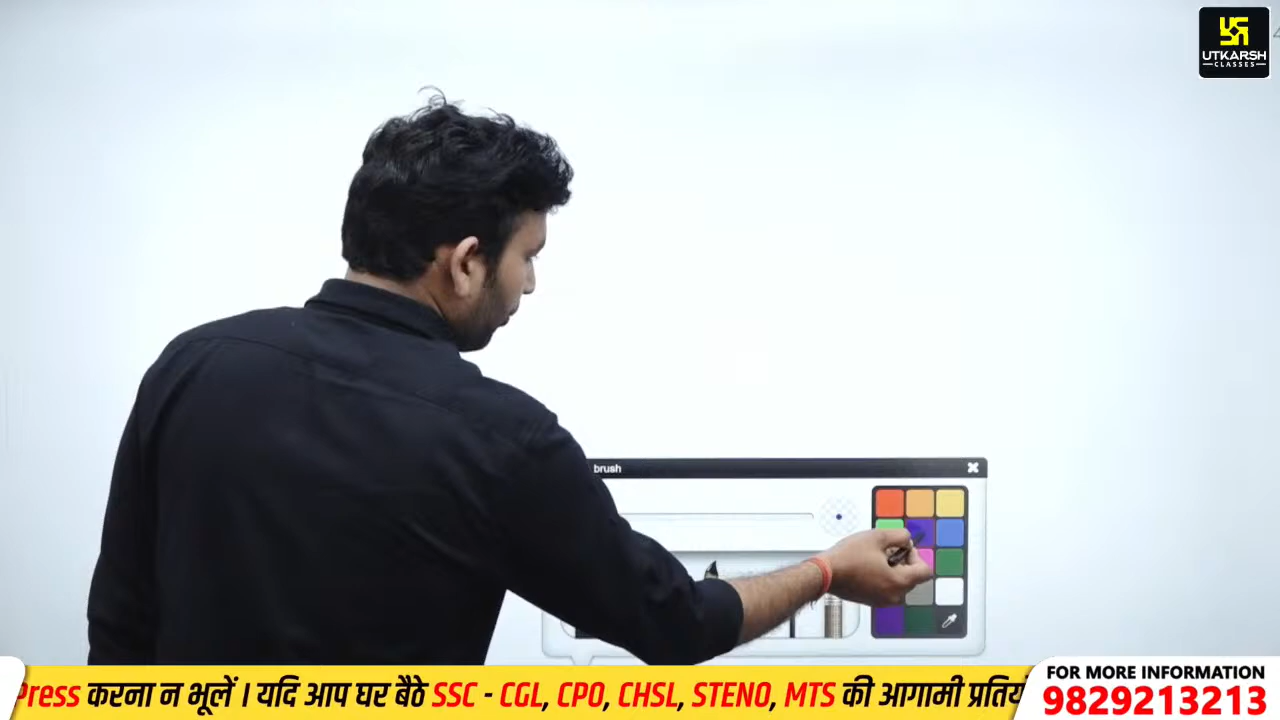 UTKARSH
CLASSES
brush
Press करना न भूलें । यदि आप घर बैठे SSC - CGL, CPO, CHSL, STENO, MTS की आगामी
FOR MORE INFORMATION
9829213213